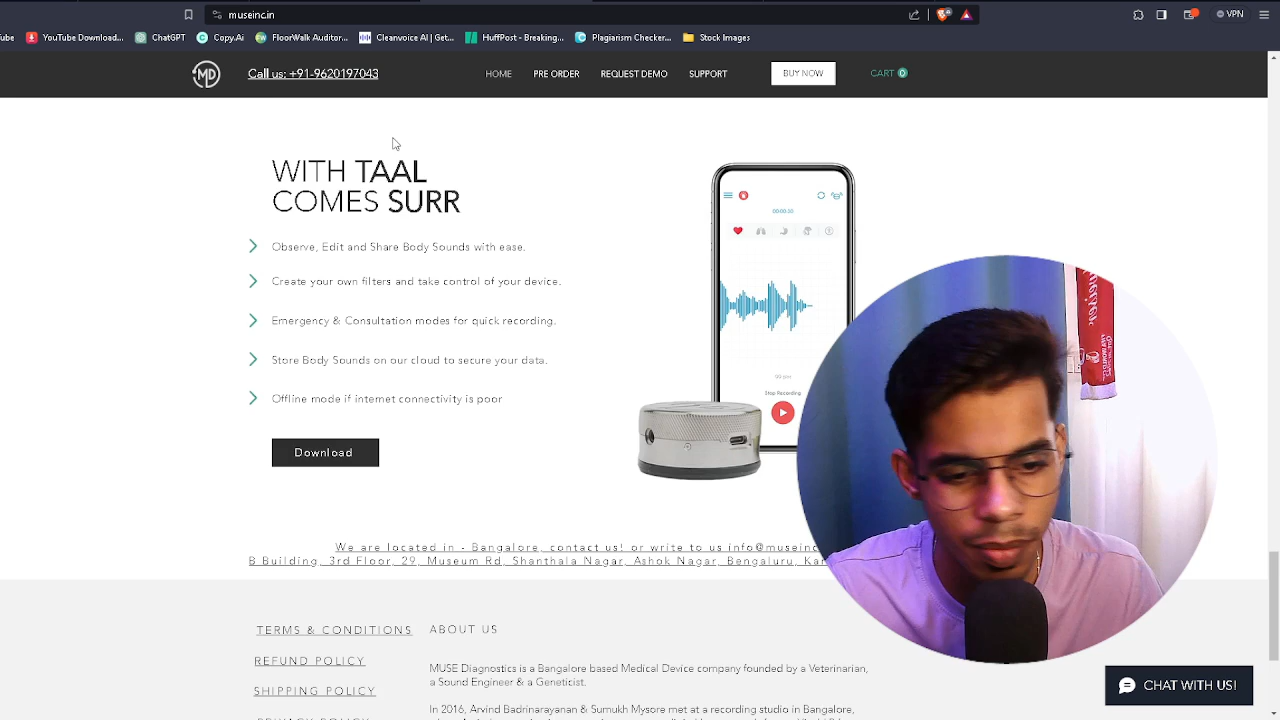 museinc.in
VPN
ube
YouTube Download...
ChatGPT
Copy.Ai
FloorWalk Auditor...
Cleanvoice AI | Get...
HuffPost - Breaking...
Plagiarism Checker...
Stock Images
MD
Call us: +91-9620197043
HOME
PRE ORDER
REQUEST DEMO
SUPPORT
BUY NOW
CART 0
WITH TAAL
COMES SURR
Observe, Edit and Share Body Sounds with ease.
Create your own filters and take control of your device.
Emergency & Consultation modes for quick recording.
Store Body Sounds on our cloud to secure your data.
Offline mode if internet connectivity is poor
Download
Stop Recording
We are located in - Bangalore, contact us! or write to us info@museinc
B Building, 3rd Floor, 29, Museum Rd, Shanthala Nagar, Ashok Nagar, Bengaluru, Kar
TERMS & CONDITIONS
REFUND POLICY
SHIPPING POLICY
ABOUT US
MUSE Diagnostics is a Bangalore based Medical Device company founded by a Veterinarian,
a Sound Engineer & a Geneticist.
In 2016, Arvind Badrinarayan & Sumukh Mysore met at a recording studio in Bangalore,
CHAT WITH US!